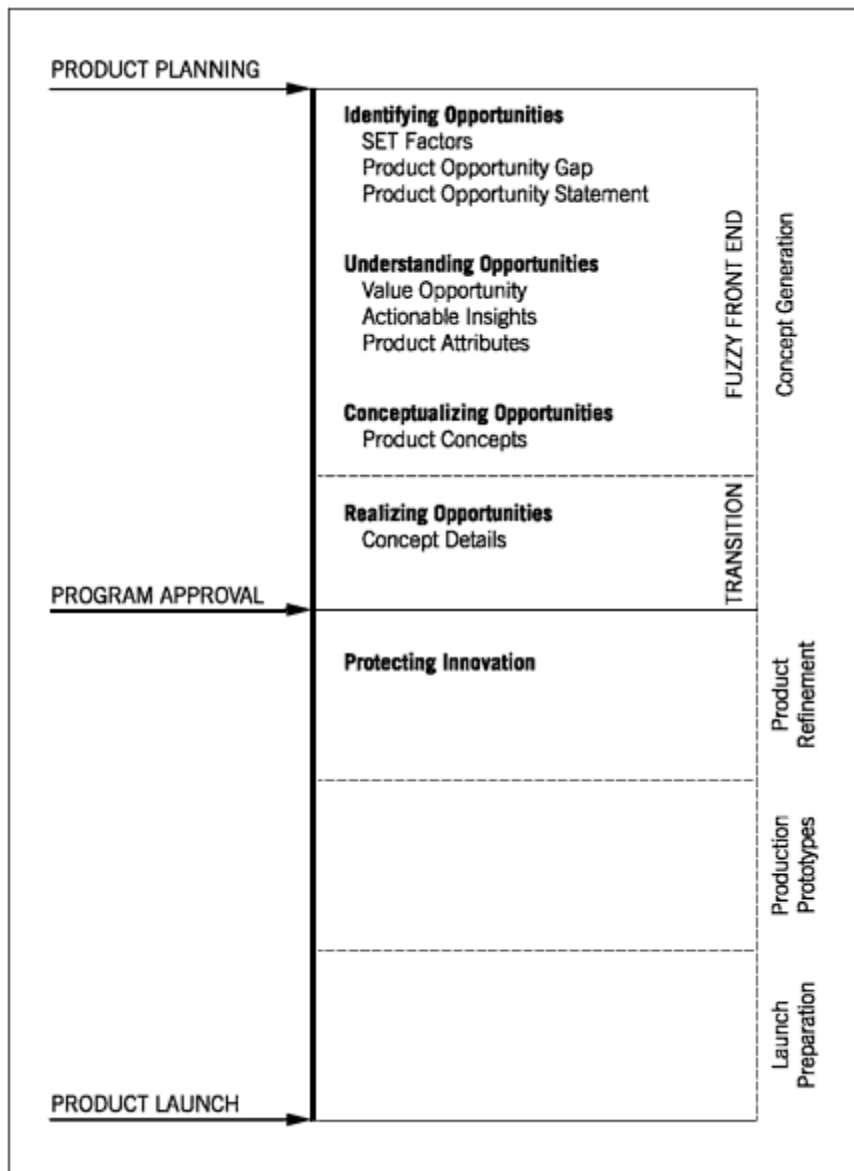 PRODUCT PLANNING
Identifying Opportunities
SET Factors
Product Opportunity Gap
Product Opportunity Statement
Understanding Opportunities
Value Opportunity
Actionable Insights
Product Attributes
Conceptualizing Opportunities
Product Concepts
FUZZY FRONT END
Concept Generation
Realizing Opportunities
Concept Details
TRANSITION
PROGRAM APPROVAL
Protecting Innovation
Product
Refinement
Production
Prototypes
Launch
Preparation
PRODUCT LAUNCH